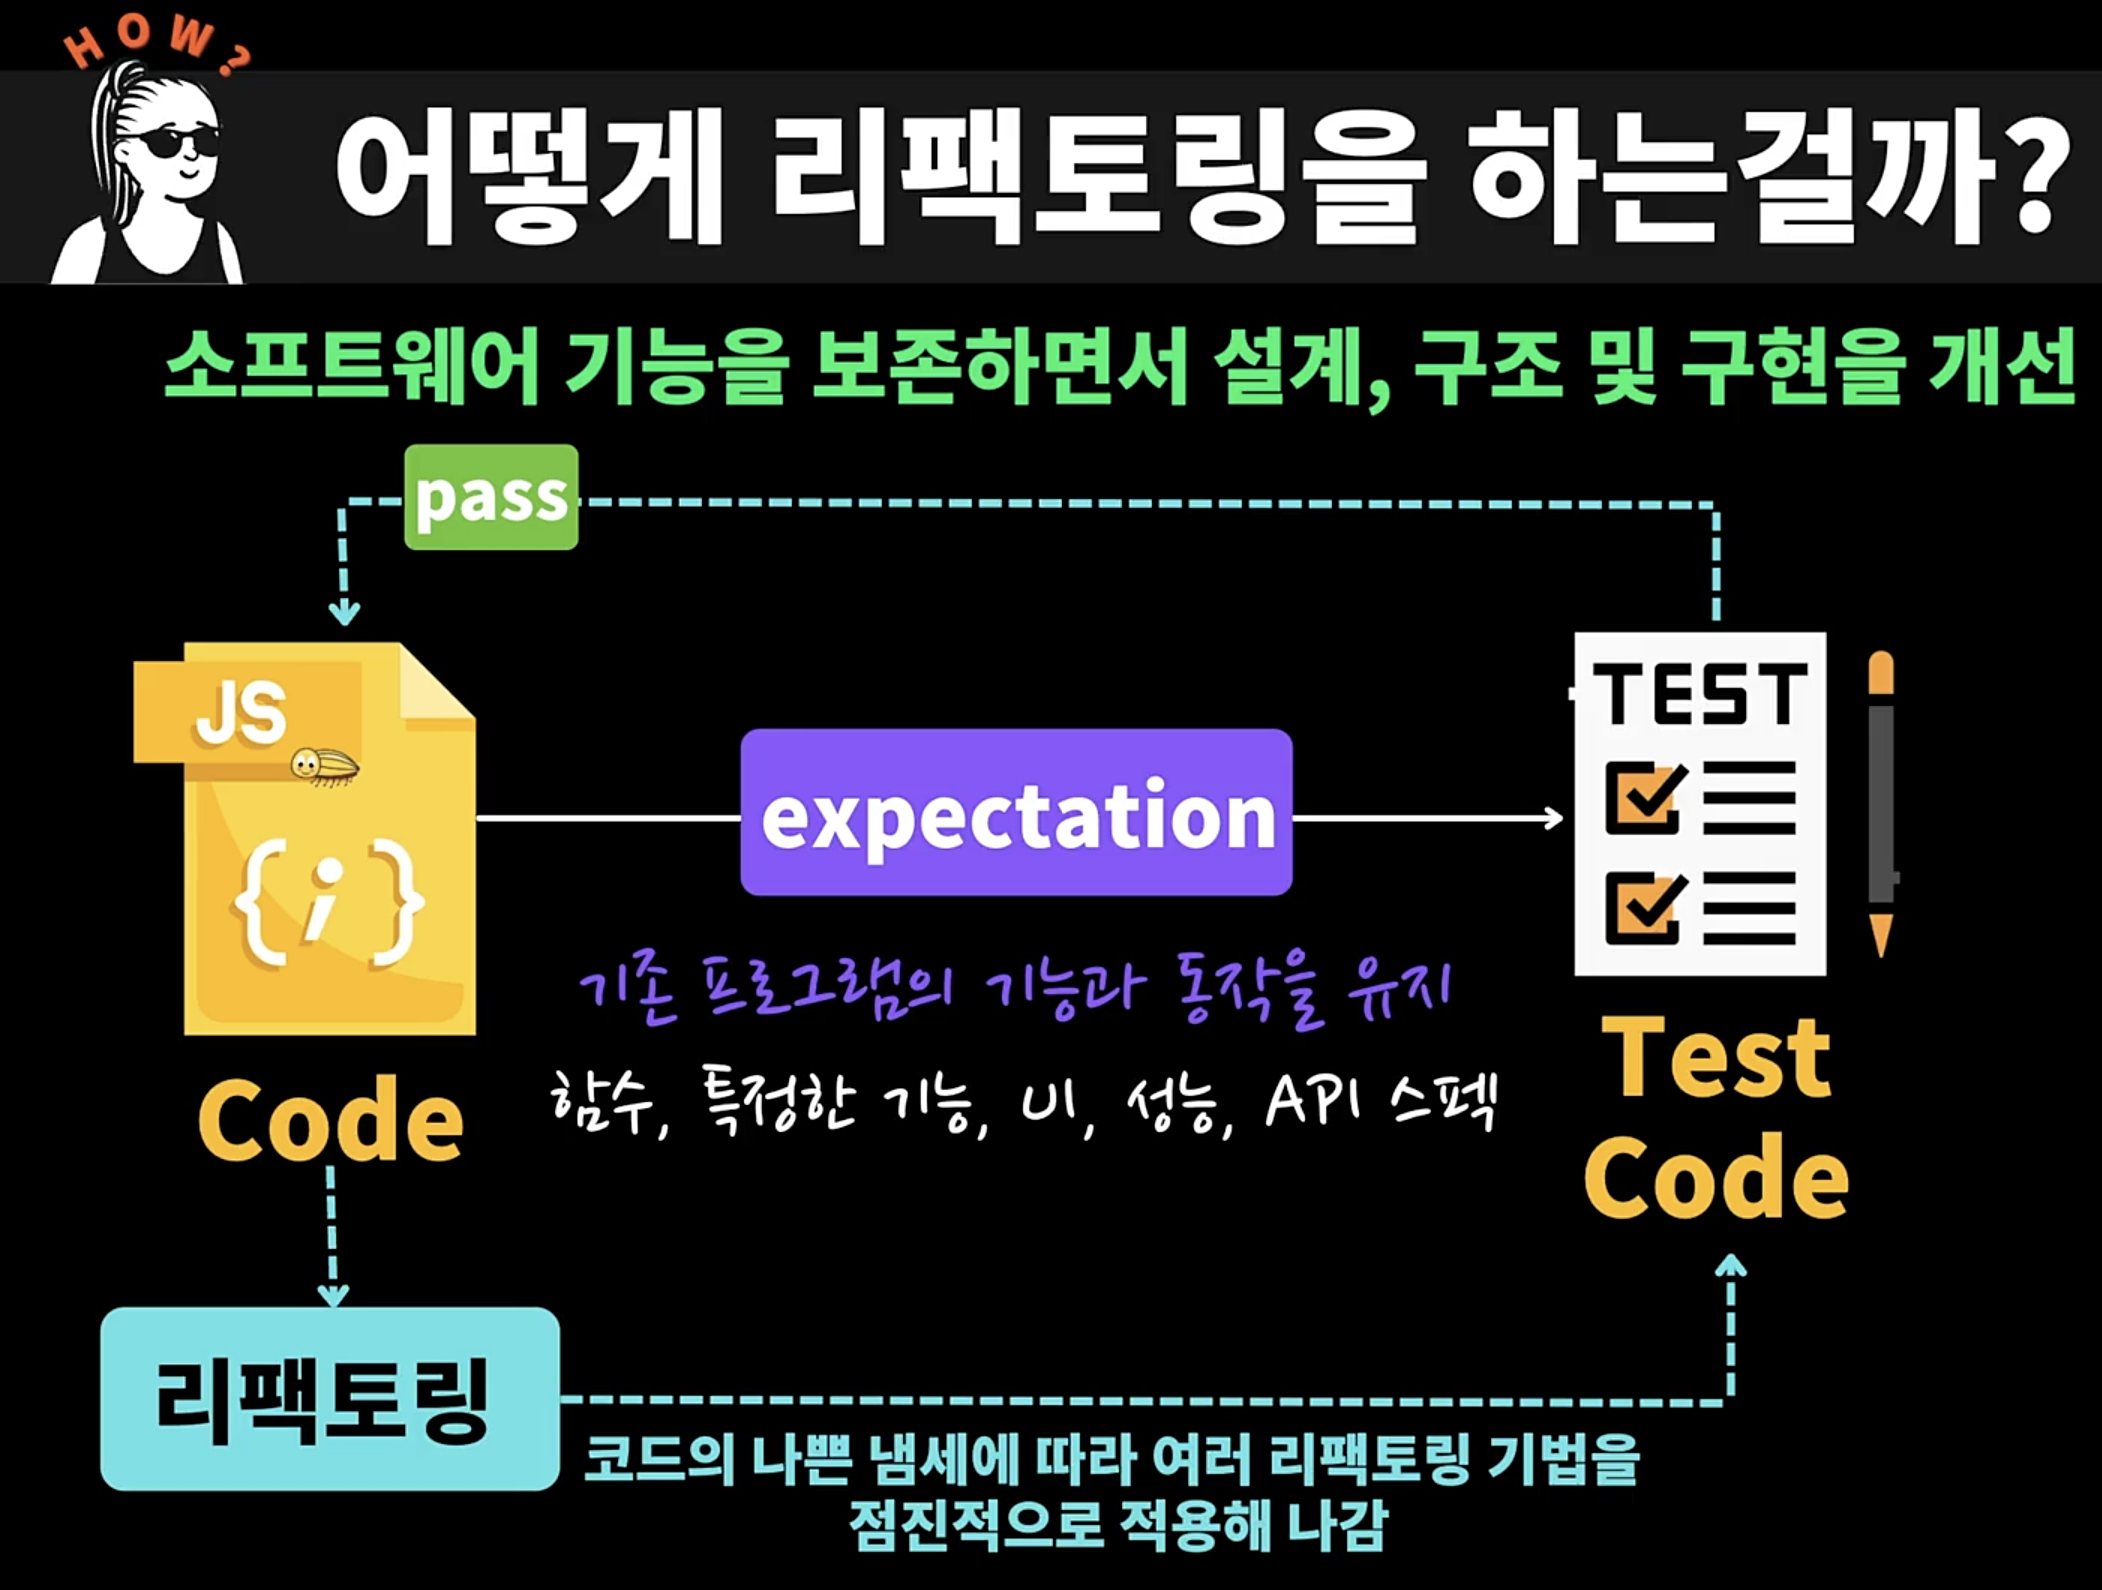 HOW?
어떻게 리팩토링을 하는걸까?
소프트웨어 기능을 보존하면서 설계, 구조 및 구현을 개선
pass
JS
{;}
expectation
TEST
기존 프로그램의 기능과 동작을 유지
함수, 특정한 기능, UI, 성능, API 스펙
Code
Test
Code
리팩토링
코드의 나쁜 냄세에 따라 여러 리팩토링 기법을
점진적으로 적용해 나감